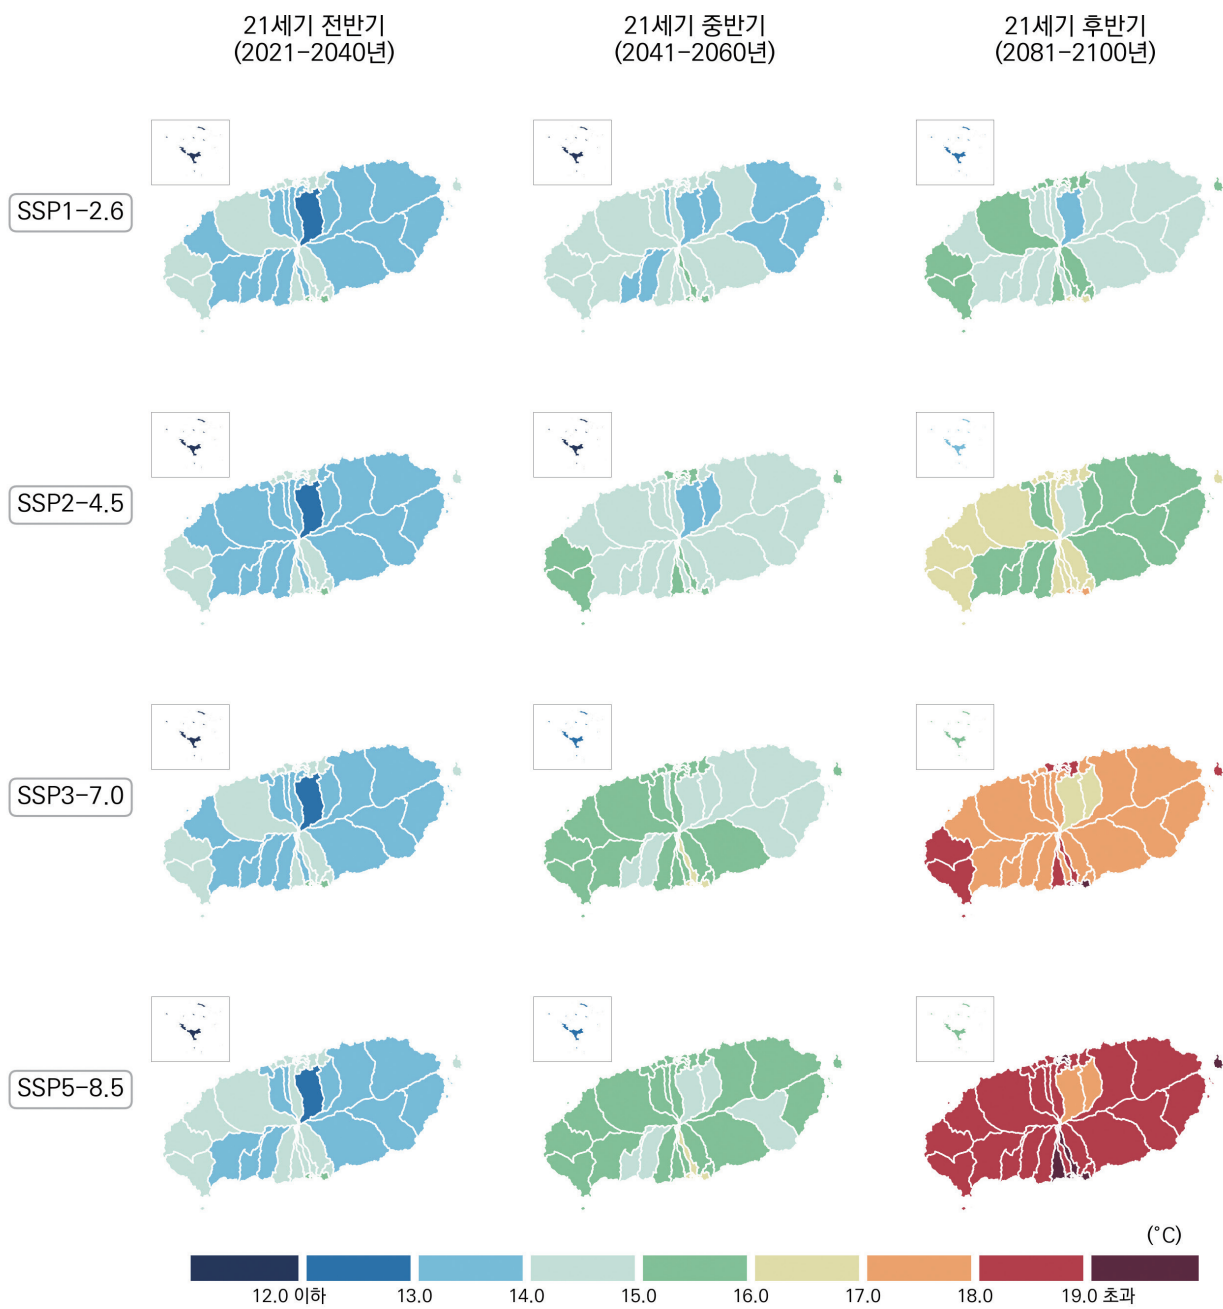 21세기 전반기
(2021-2040년)
21세기 중반기
(2041-2060년)
21세기 후반기
(2081-2100년)
SSP1-2.6
SSP2-4.5
SSP3-7.0
SSP5-8.5
(°C)
12.0 이하 13.0 14.0 15.0 16.0 17.0 18.0 19.0 초과